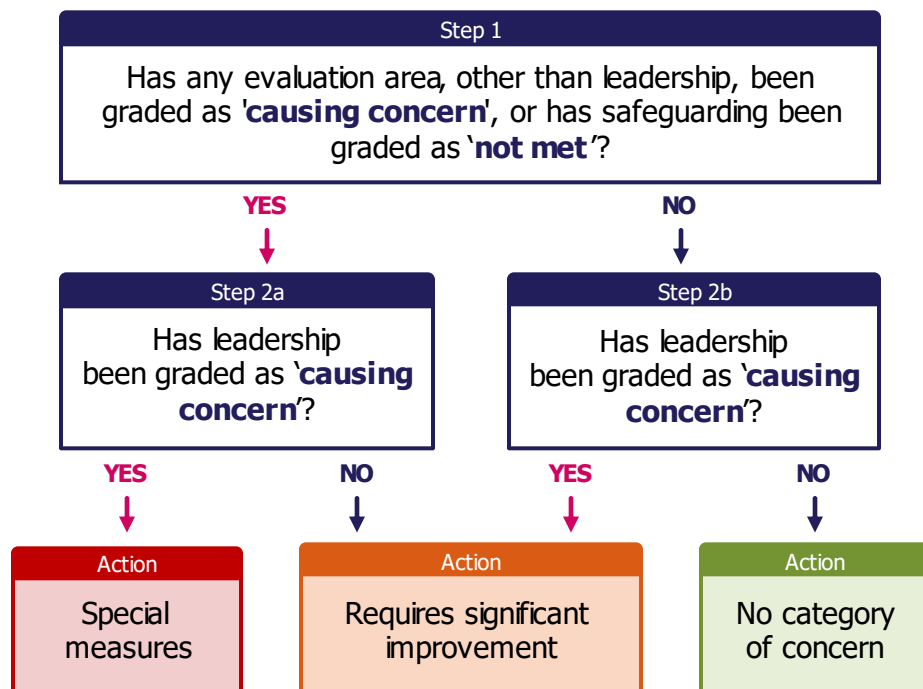 Step 1
Has any evaluation area, other than leadership, been
graded as 'causing concern', or has safeguarding been
graded as ‘not met’?
YES
NO
Step 2a
Has leadership
been graded as ‘causing
concern’?
Step 2b
Has leadership
been graded as ‘causing
concern’?
YES
NO
YES
NO
Action
Special
measures
Action
Requires significant
improvement
Action
No category
of concern